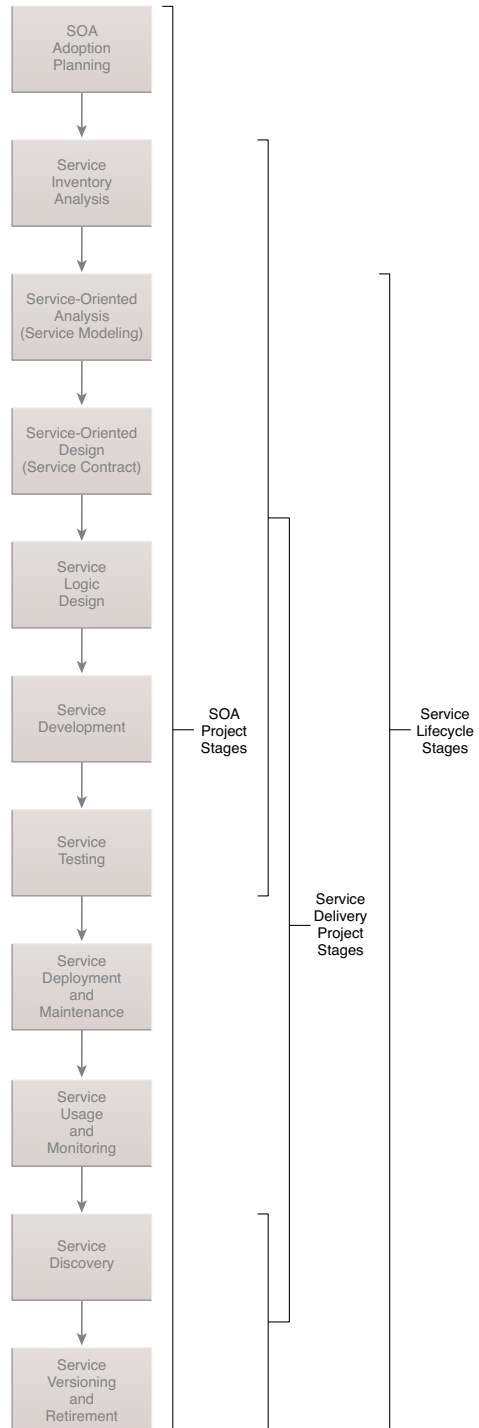 SOA
Adoption
Planning
Service
Inventory
Analysis
Service-Oriented
Analysis
(Service Modeling)
Service-Oriented
Design
(Service Contract)
Service
Logic
Design
Service
Development
SOA
Project
Stages
Service
Lifecycle
Stages
Service
Testing
Service
Delivery
Project
Stages
Service
Deployment
and
Maintenance
Service
Usage
and
Monitoring
Service
Discovery
Service
Versioning
and
Retirement